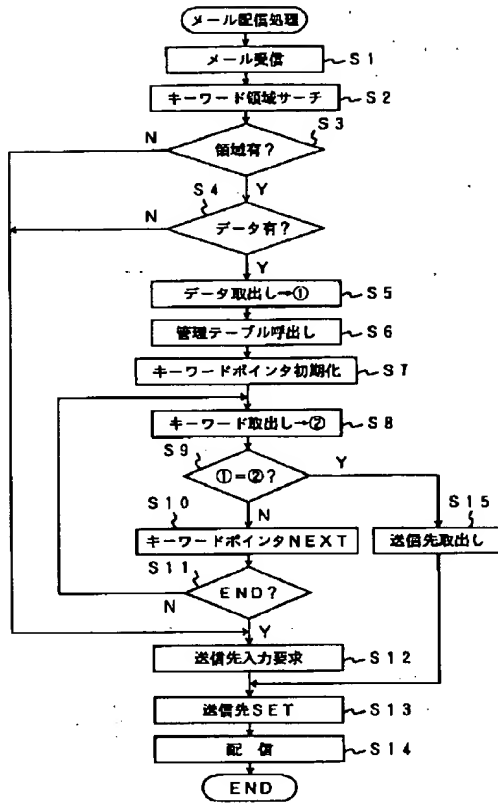 メール配信処理
メール受信 S1
キーワード領域サーチ S2
S3
N
領域有?
Y
S4
N
データ有?
Y
データ取出し→① S5
管理テーブル呼出し S6
キーワードポインタ初期化 S7
キーワード取出し→② S8
S9
Y
①=②?
S10
N
S15
キーワードポインタNEXT
送信先取出し
S11
END?
N
Y
送信先入力要求 S12
送信先SET S13
配信 S14
END